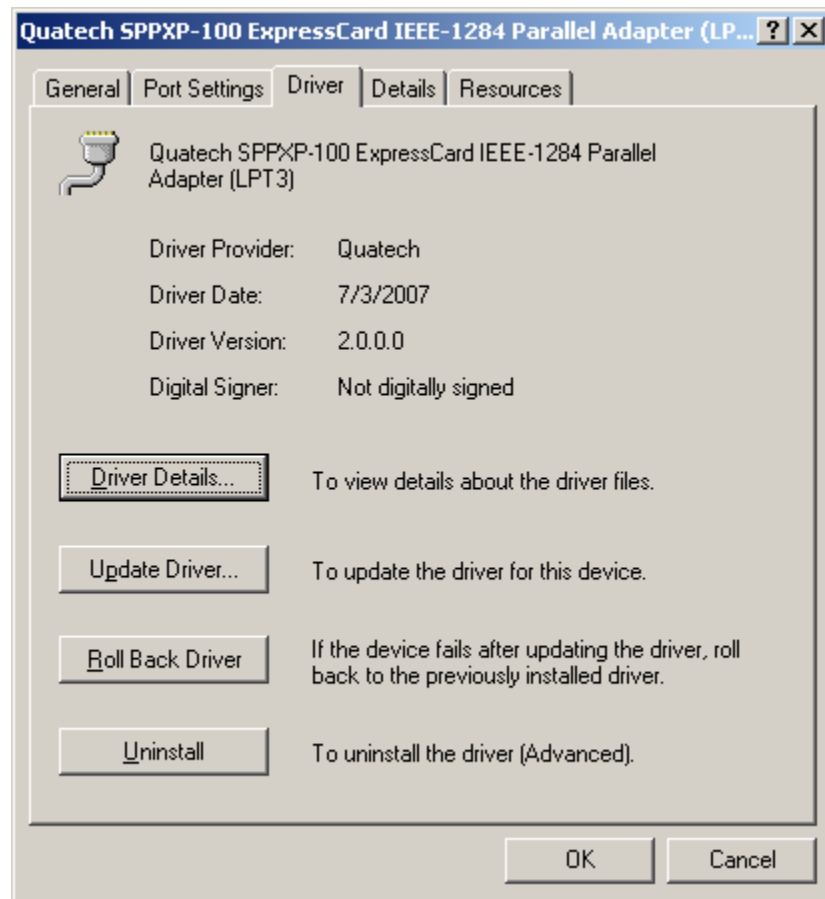 Quatech SPPXP-100 ExpressCard IEEE-1284 Parallel Adapter (LP...
General
Port Settings
Driver
Details
Resources
Quatech SPPXP-100 ExpressCard IEEE-1284 Parallel
Adapter (LPT3)
Driver Provider: Quatech
Driver Date: 7/3/2007
Driver Version: 2.0.0.0
Digital Signer: Not digitally signed
Driver Details... To view details about the driver files.
Update Driver... To update the driver for this device.
Roll Back Driver
If the device fails after updating the driver, roll
back to the previously installed driver.
Uninstall To uninstall the driver (Advanced).
OK
Cancel